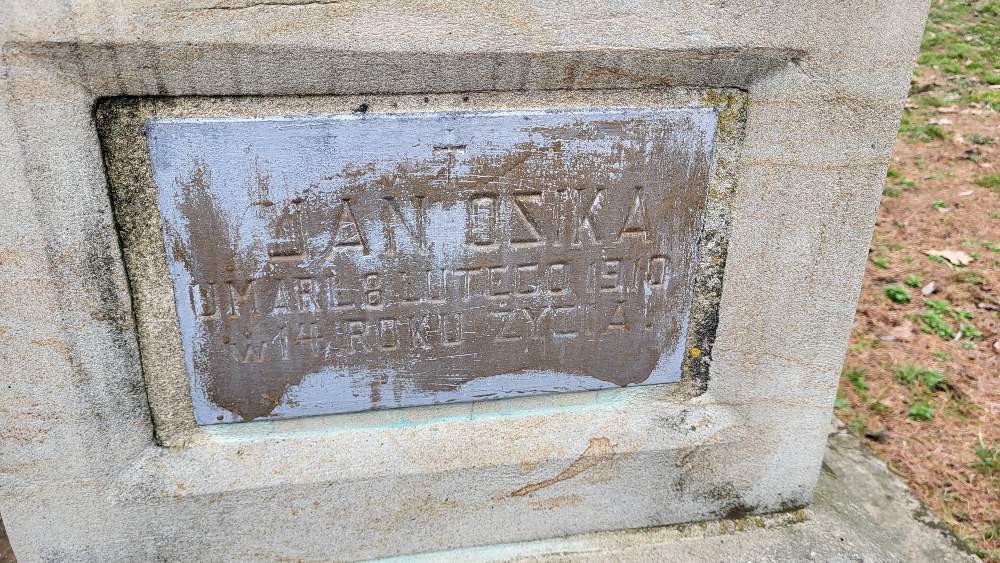 JAN OSIKA
UMARŁ 8 LUTEGO 1910
W 14 ROKU ŻYCIA.